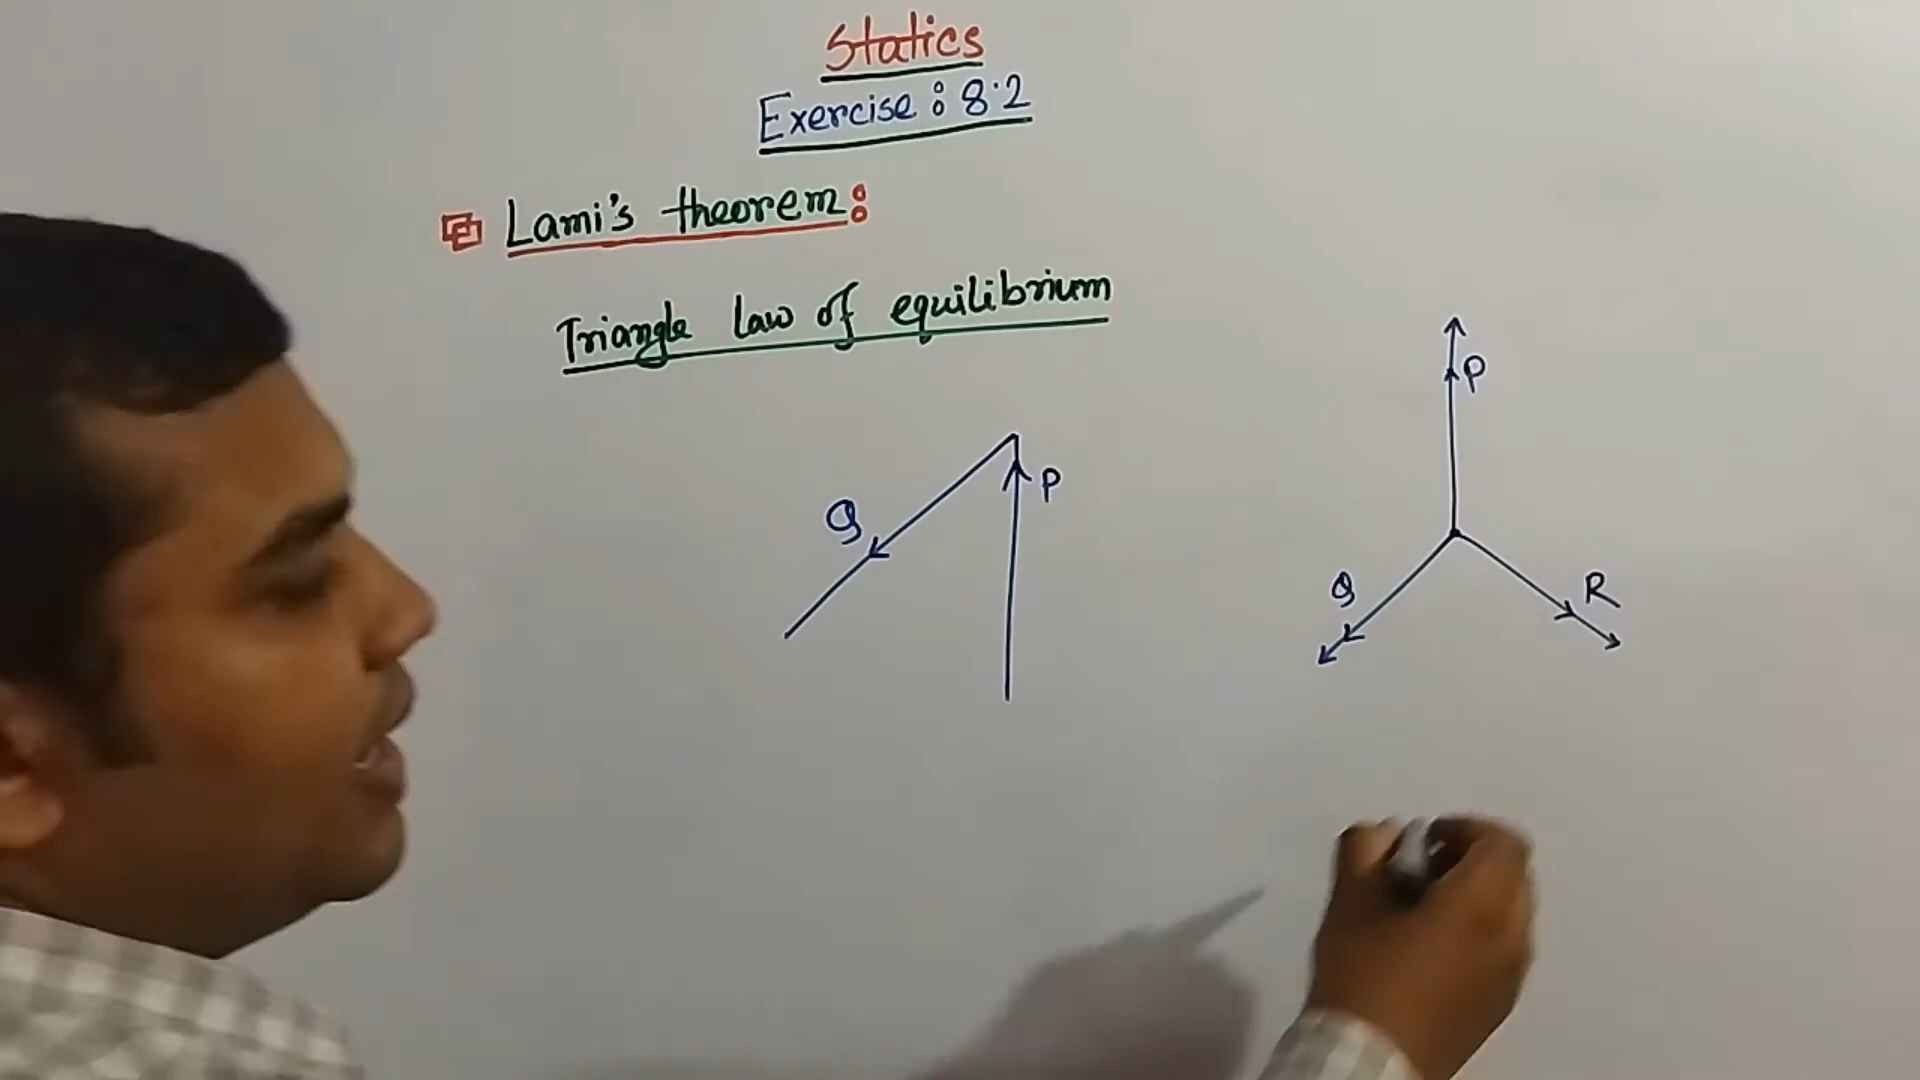 Statics
Exercise: 8.2
Lami's theorem:
Triangle law of equilibrium
P
Q
P
Q
R